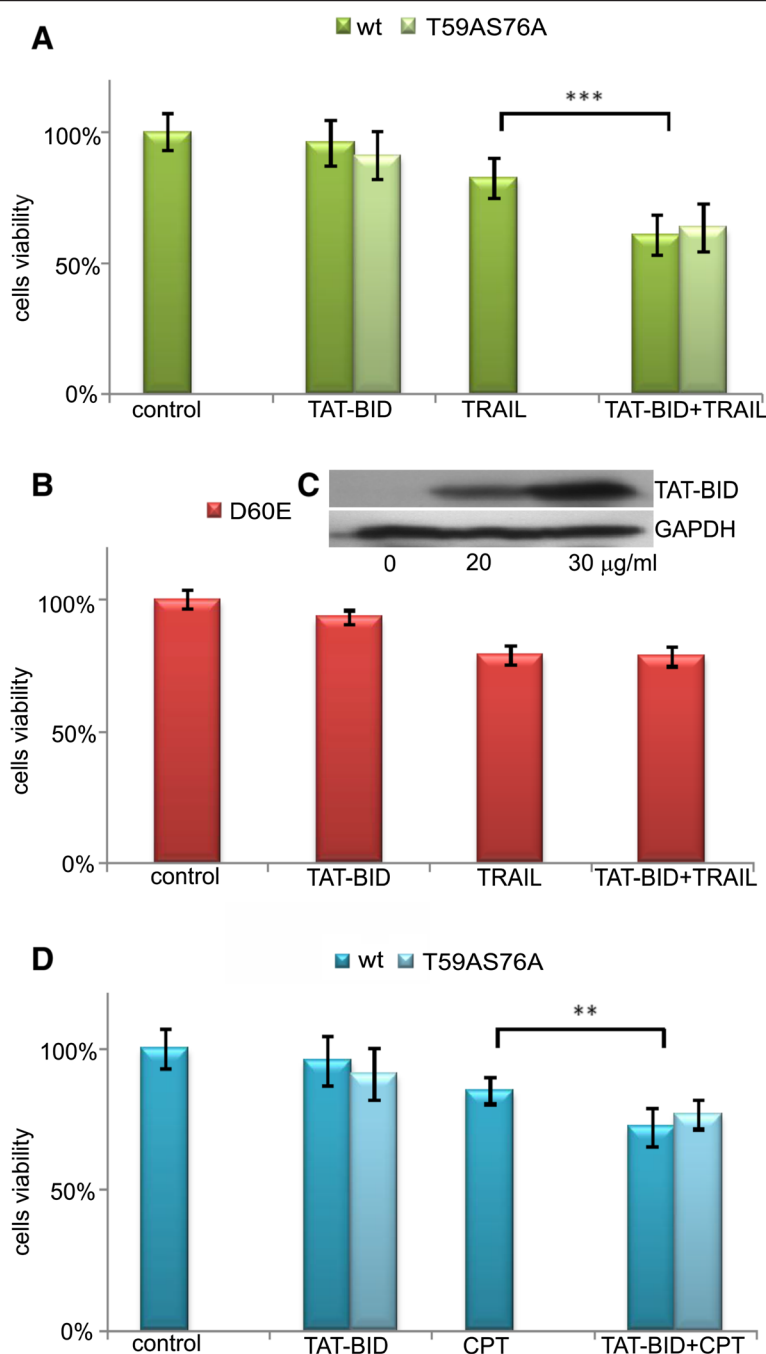 A
wt T59AS76A
***
100%
50%
0%
cells viability
control TAT-BID TRAIL TAT-BID+TRAIL
B
D60E
C
TAT-BID
GAPDH
0 20 30 μg/ml
100%
50%
0%
cells viability
control TAT-BID TRAIL TAT-BID+TRAIL
D
wt T59AS76A
**
100%
50%
0%
cells viability
control TAT-BID CPT TAT-BID+CPT